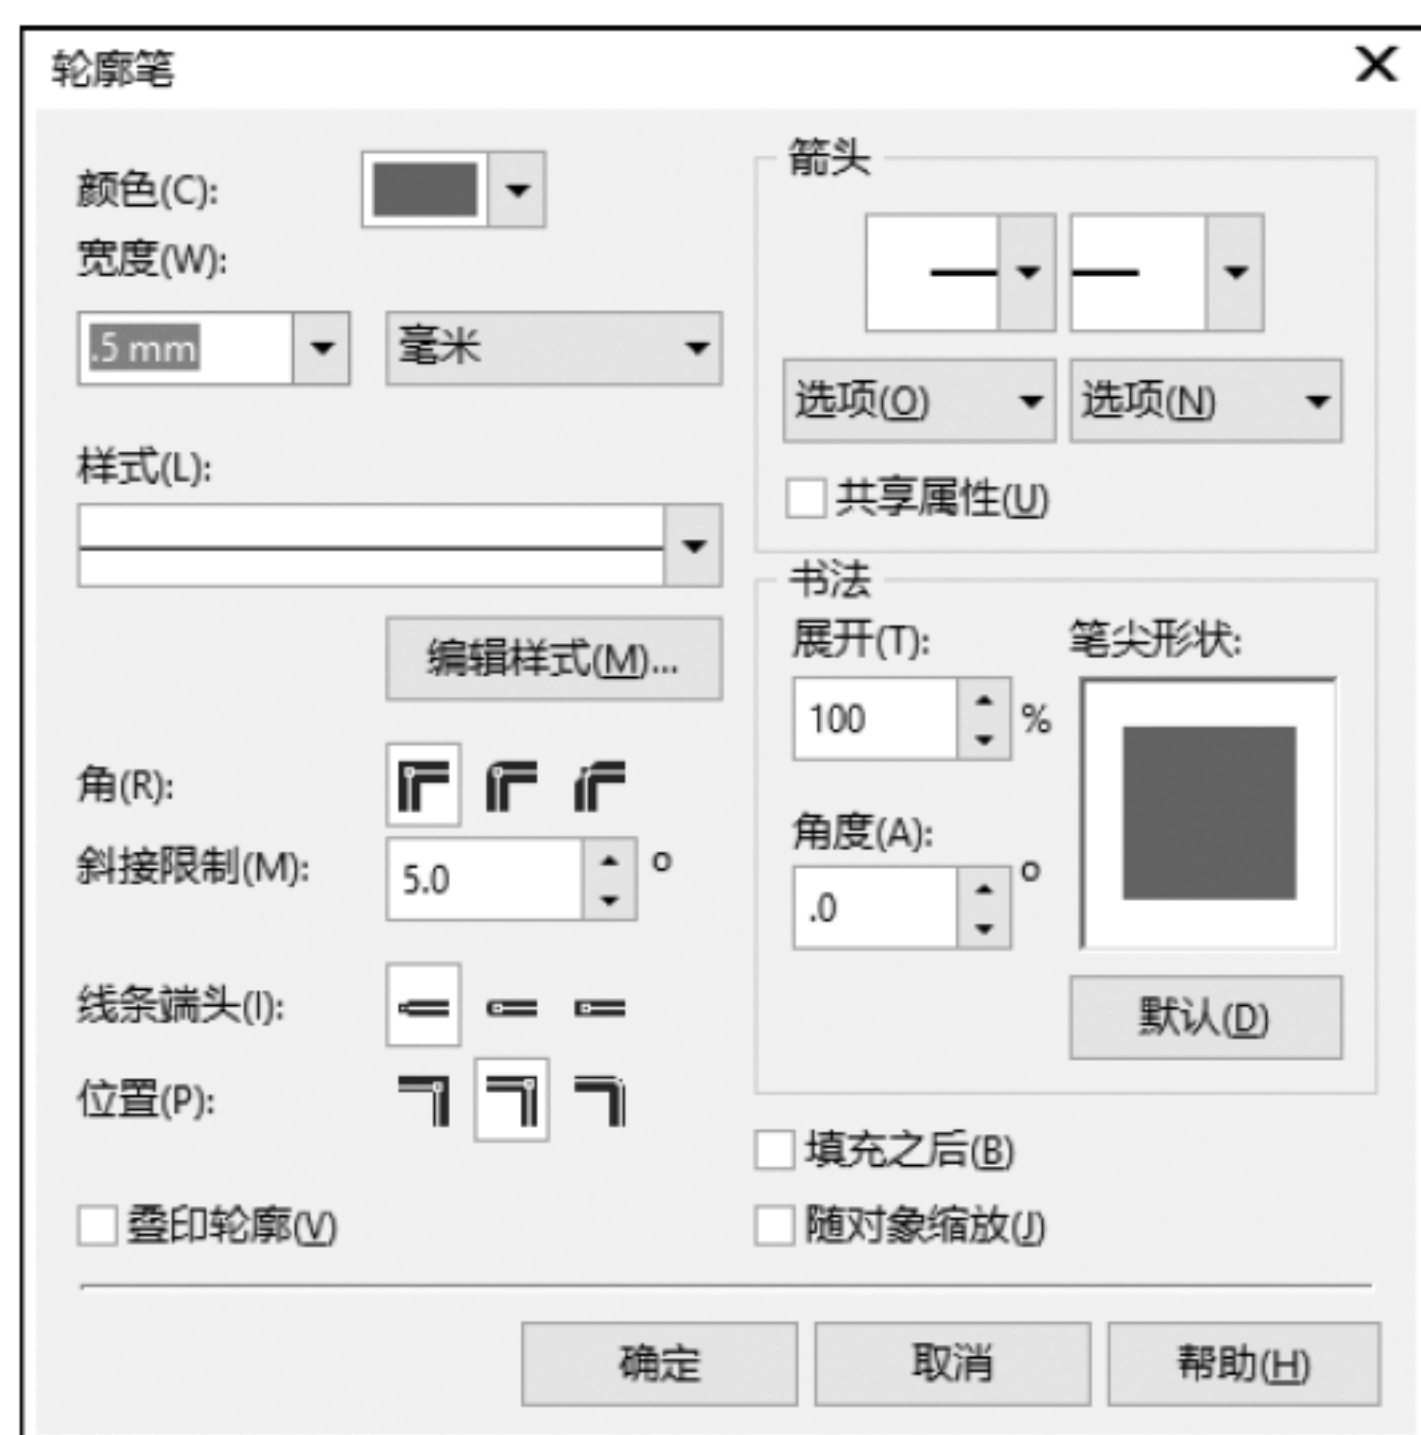 轮廓笔
颜色(C):
宽度(W):
.5 mm
毫米
样式(L):
编辑样式(M)...
角(R):
斜接限制(M):
5.0
°
线条端头(I):
位置(P):
叠印轮廓(V)
箭头
选项(O)
选项(N)
共享属性(U)
书法
展开(T):
笔尖形状:
100
%
角度(A):
.0
°
默认(D)
填充之后(B)
随对象缩放(J)
确定
取消
帮助(H)